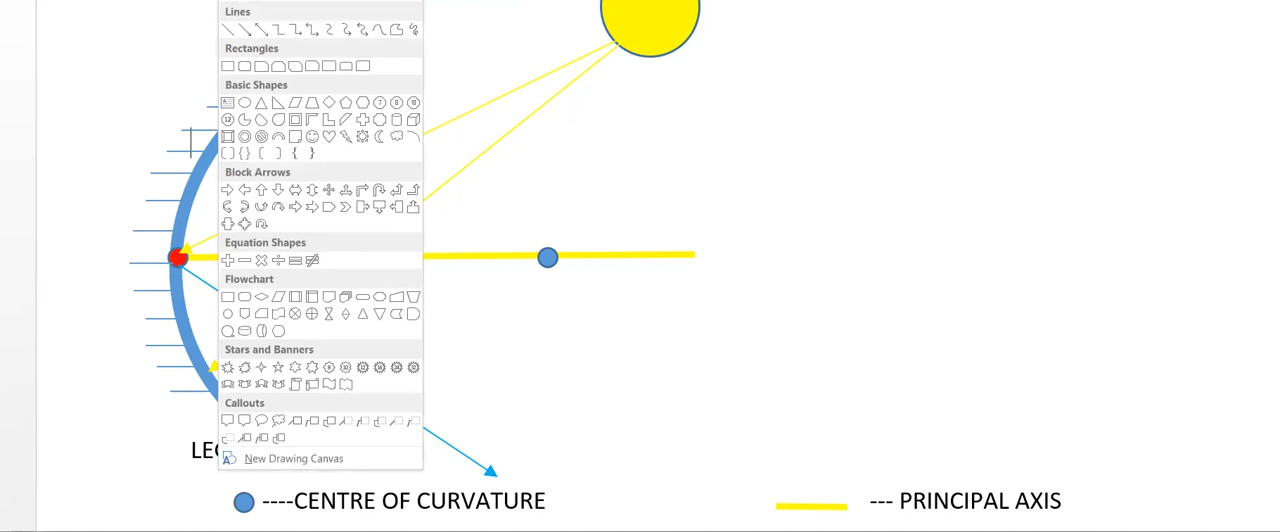 Lines
Rectangles
Basic Shapes
Block Arrows
Equation Shapes
Flowchart
Stars and Banners
Callouts
New Drawing Canvas
----CENTRE OF CURVATURE
--- PRINCIPAL AXIS